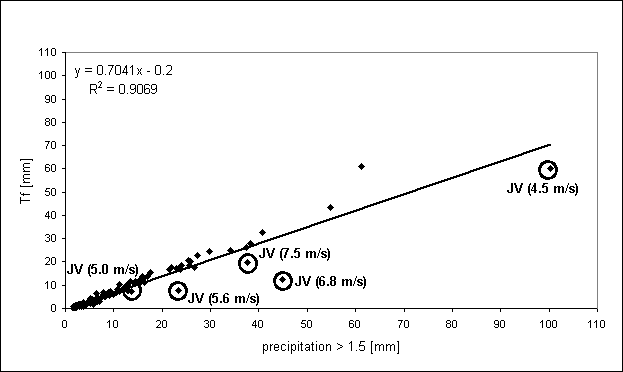 110
100
90
80
70
60
50
40
30
20
10
0
Tf [mm]
y = 0.7041x - 0.2
R² = 0.9069
JV (4.5 m/s)
JV (7.5 m/s)
JV (5.0 m/s)
JV (6.8 m/s)
JV (5.6 m/s)
0 10 20 30 40 50 60 70 80 90 100 110
precipitation > 1.5 [mm]